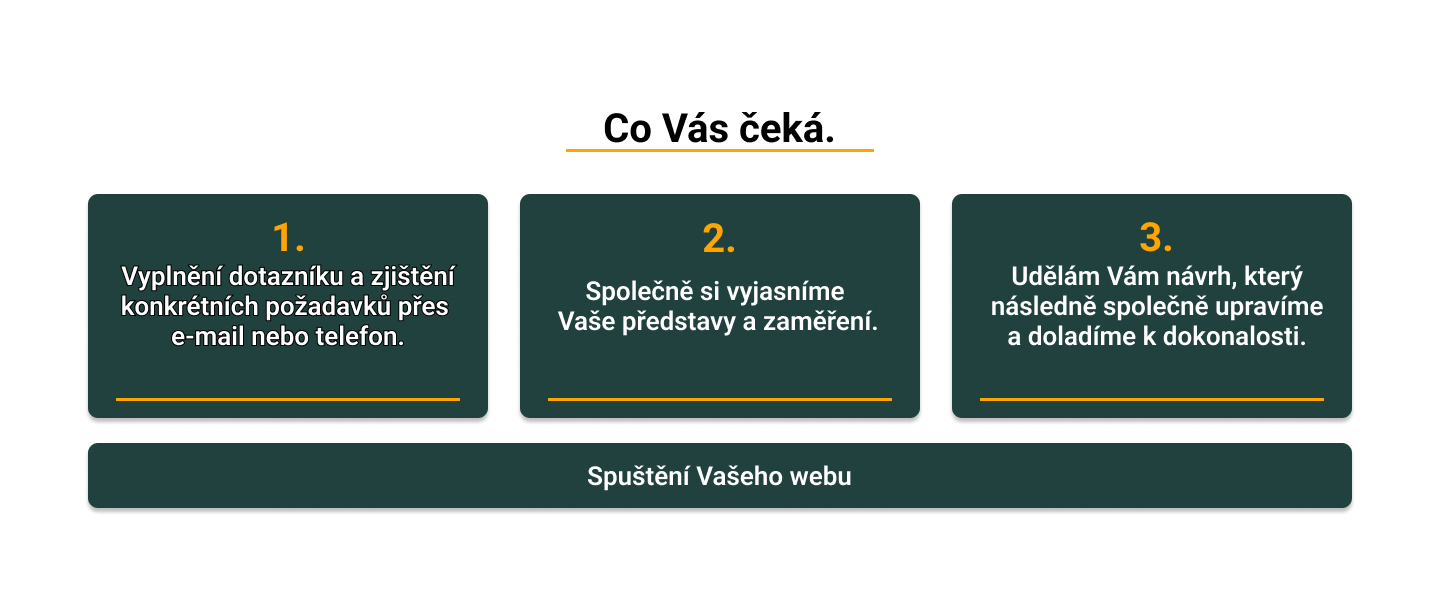 Co Vás čeká.
1.
Vyplnění dotazníku a zjištění
konkrétních požadavků přes
e-mail nebo telefon.
2.
Společně si vyjasníme
Vaše představy a zaměření.
3.
Udělám Vám návrh, který
následně společně upravíme
a doladíme k dokonalosti.
Spuštění Vašeho webu